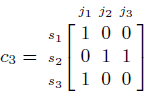 j₁ j₂ j₃
s₁ 1 0 0
c₃ = s₂ 0 1 1
s₃ 1 0 0